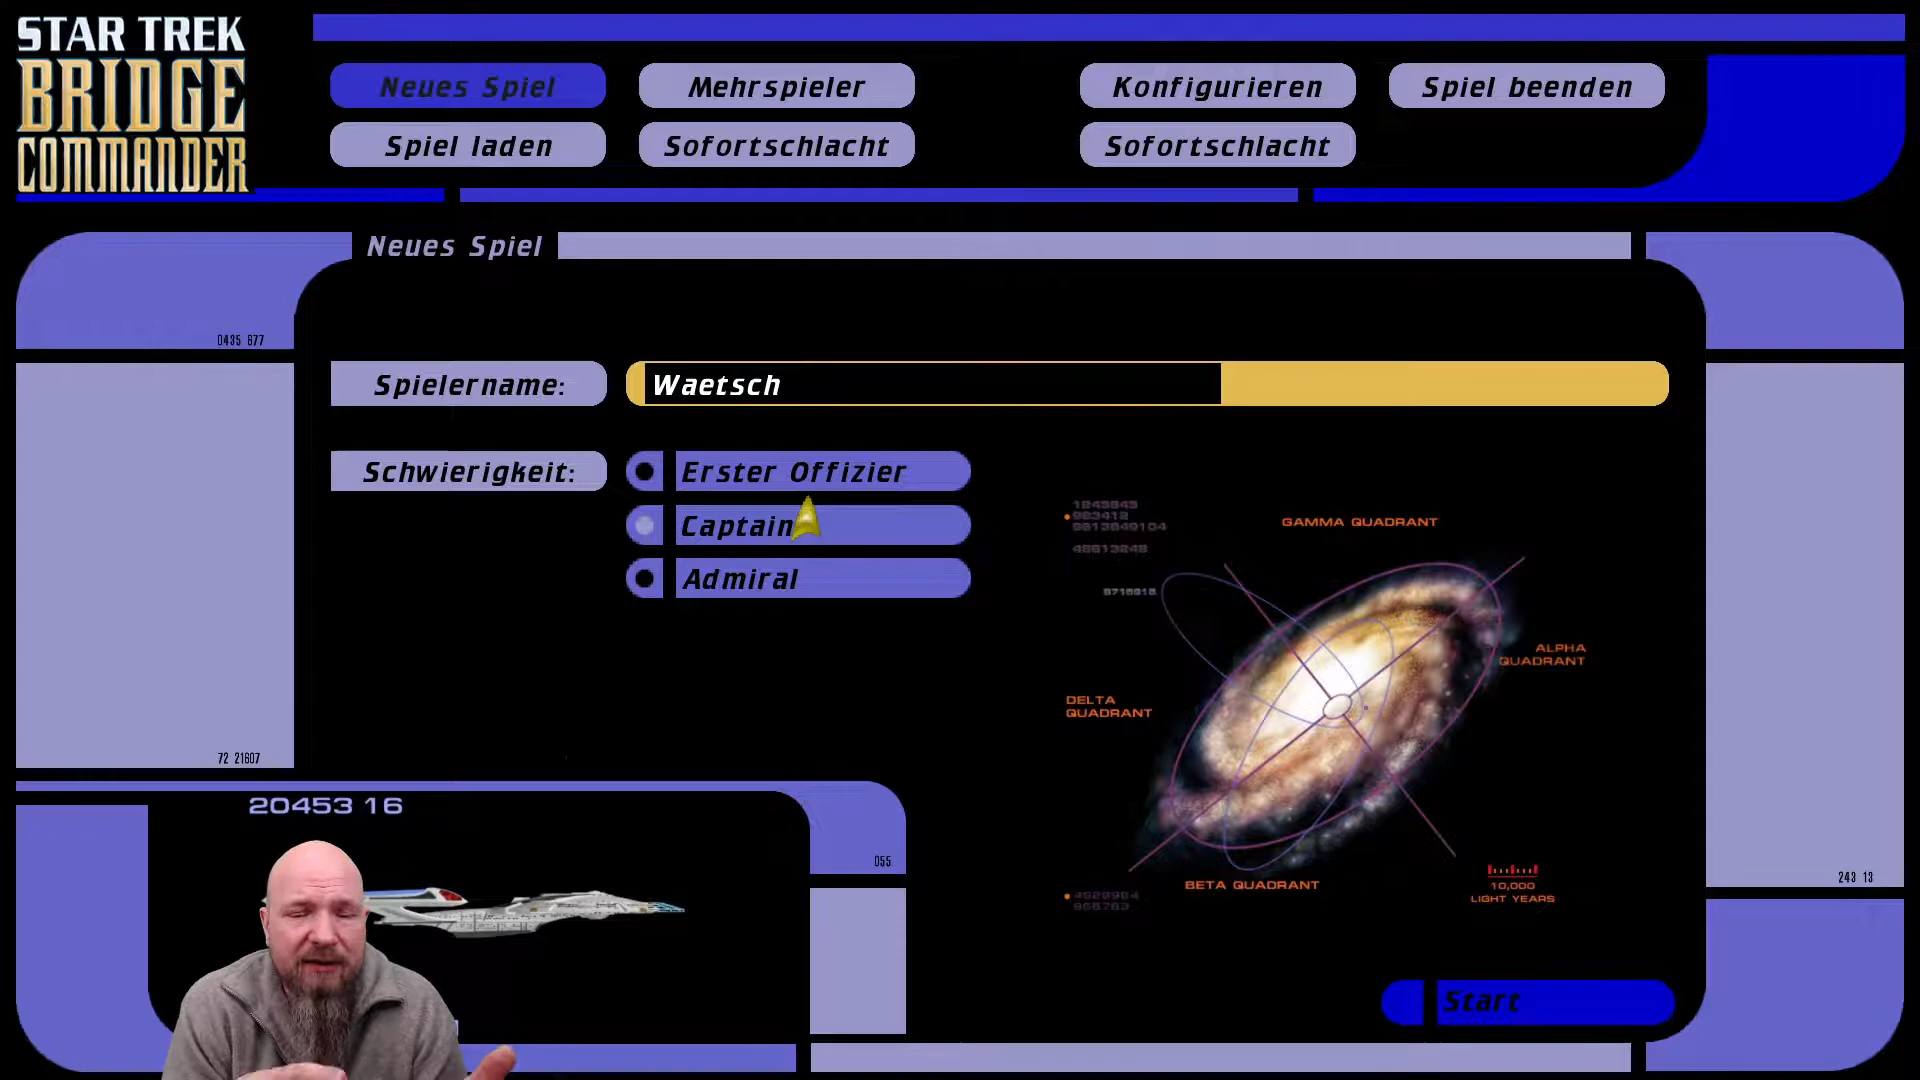 STAR TREK
BRIDGE
COMMANDER
Neues Spiel
Mehrspieler
Konfigurieren
Spiel beenden
Spiel laden
Sofortschlacht
Sofortschlacht
Neues Spiel
0435 877
Spielername:
Waetsch
Schwierigkeit:
Erster Offizier
Captain
Admiral
GAMMA QUADRANT
ALPHA
QUADRANT
DELTA
QUADRANT
BETA QUADRANT
10,000
LIGHT YEARS
72 21607
20453 16
055
243 13
Start